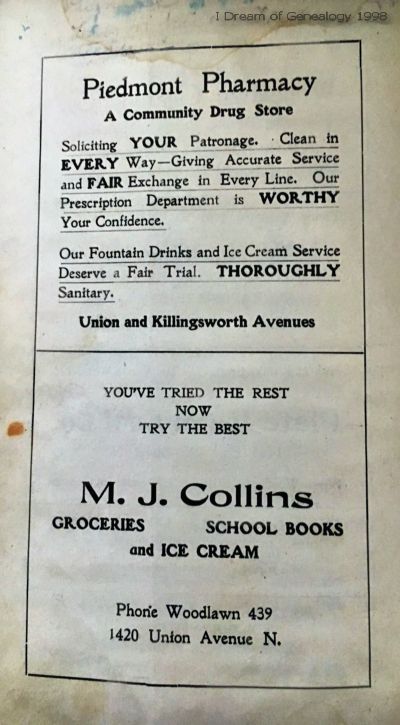 I Dream of Genealogy 1998
Piedmont Pharmacy
A Community Drug Store
Soliciting YOUR Patronage. Clean in
EVERY Way—Giving Accurate Service
and FAIR Exchange in Every Line. Our
Prescription Department is WORTHY
Your Confidence.
Our Fountain Drinks and Ice Cream Service
Deserve a Fair Trial. THOROUGHLY
Sanitary.
Union and Killingsworth Avenues
YOU'VE TRIED THE REST
NOW
TRY THE BEST
M. J. Collins
GROCERIES SCHOOL BOOKS
and ICE CREAM
Phone Woodlawn 439
1420 Union Avenue N.